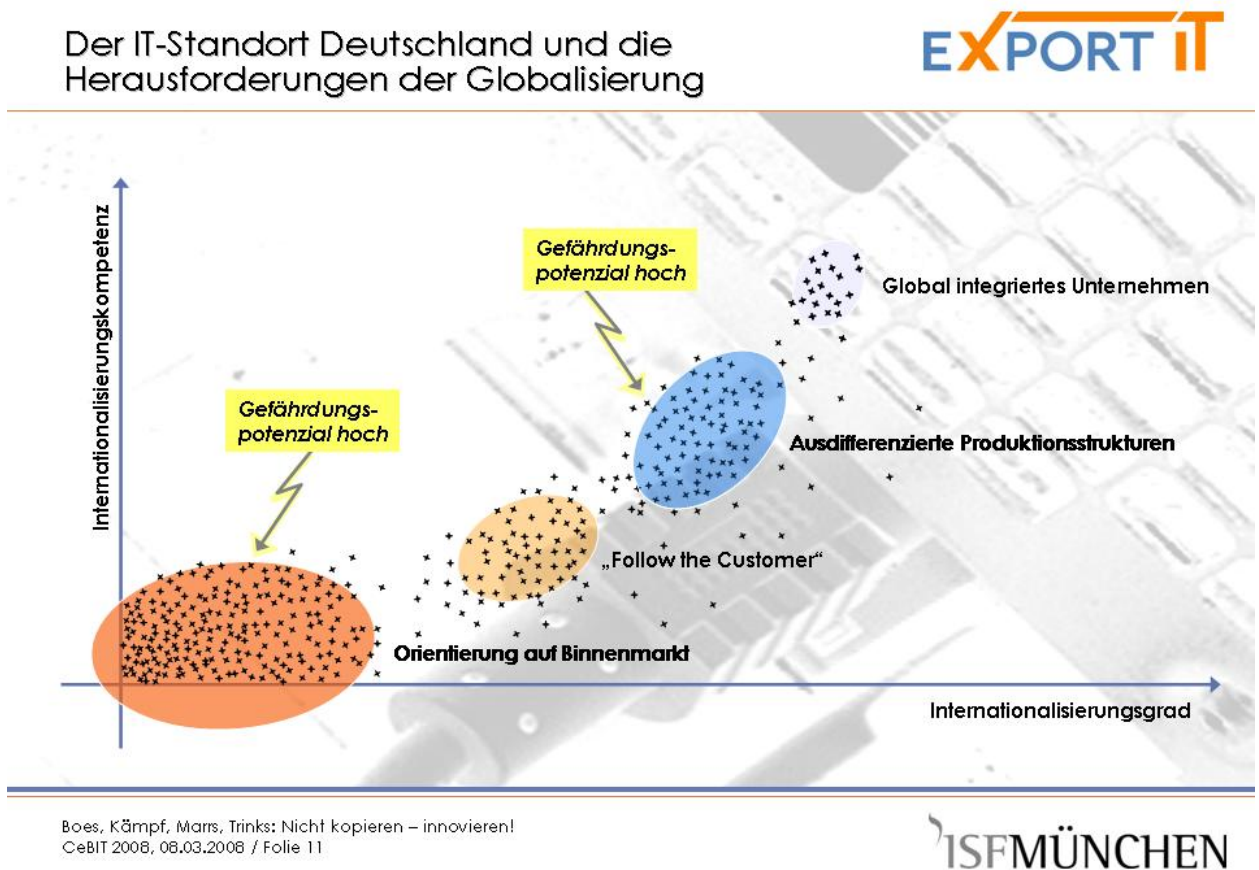 Der IT-Standort Deutschland und die
Herausforderungen der Globalisierung
EXPORT iT
Internationalisierungskompetenz
Gefährdungs-
potenzial hoch
Global integriertes Unternehmen
Gefährdungs-
potenzial hoch
Ausdifferenzierte Produktionsstrukturen
„Follow the Customer“
Orientierung auf Binnenmarkt
Internationalisierungsgrad
Boes, Kämpf, Marrs, Trinks: Nicht kopieren – innovieren!
CeBIT 2008, 08.03.2008 / Folie 11
ISFMÜNCHEN